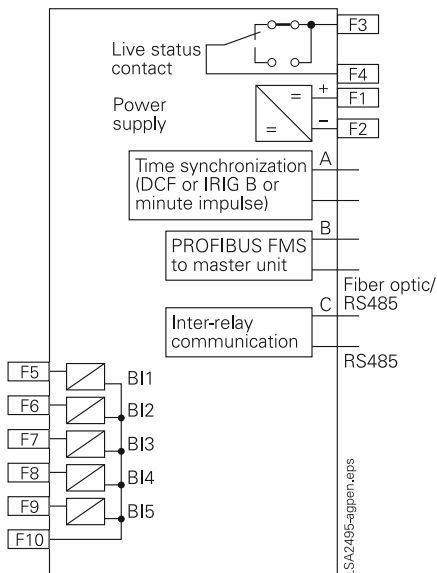 F3
Live status
contact
F4
+
F1
Power
supply
=
=
–
F2
A
Time synchronization
(DCF or IRIG B or
minute impulse)
B
PROFIBUS FMS
to master unit
Fiber optic/
RS485
C
Inter-relay
communication
RS485
F5
BI1
F6
BI2
F7
BI3
F8
BI4
F9
BI5
F10
LSA2495-agpen.eps